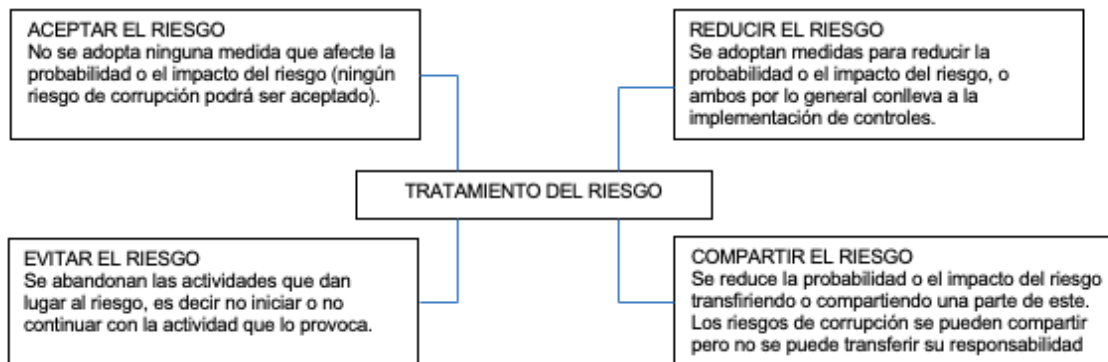 ACEPTAR EL RIESGO
No se adopta ninguna medida que afecte la
probabilidad o el impacto del riesgo (ningún
riesgo de corrupción podrá ser aceptado).
REDUCIR EL RIESGO
Se adoptan medidas para reducir la
probabilidad o el impacto del riesgo, o
ambos por lo general conlleva a la
implementación de controles.
TRATAMIENTO DEL RIESGO
EVITAR EL RIESGO
Se abandonan las actividades que dan
lugar al riesgo, es decir no iniciar o no
continuar con la actividad que lo provoca.
COMPARTIR EL RIESGO
Se reduce la probabilidad o el impacto del riesgo
transfiriendo o compartiendo una parte de este.
Los riesgos de corrupción se pueden compartir
pero no se puede transferir su responsabilidad